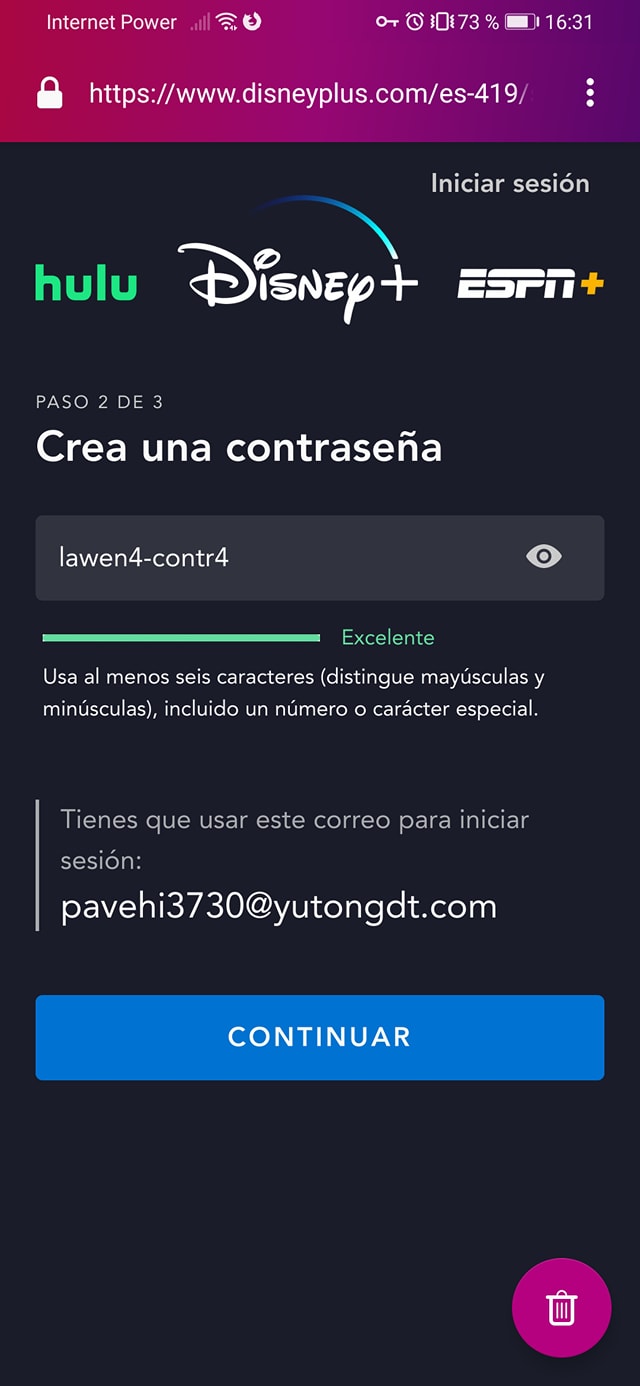 Internet Power 73 % 16:31
https://www.disneyplus.com/es-419/
Iniciar sesión
hulu Disney+ ESPN+
PASO 2 DE 3
Crea una contraseña
lawen4-contr4
Excelente
Usa al menos seis caracteres (distingue mayúsculas y
minúsculas), incluido un número o carácter especial.
Tienes que usar este correo para iniciar
sesión:
pavehi3730@yutongdt.com
CONTINUAR